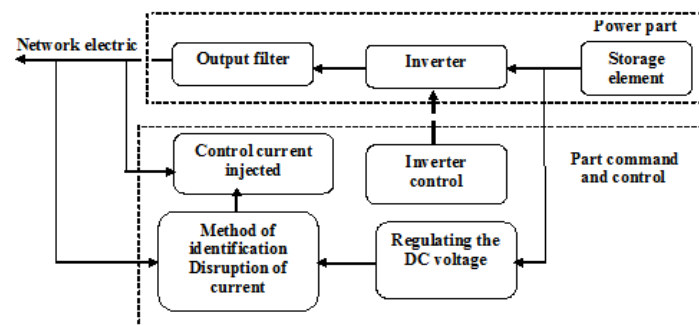 Power part
Network electric
Output filter
Inverter
Storage
element
Control current
injected
Inverter
control
Part command
and control
Method of
identification
Disruption of
current
Regulating the
DC voltage